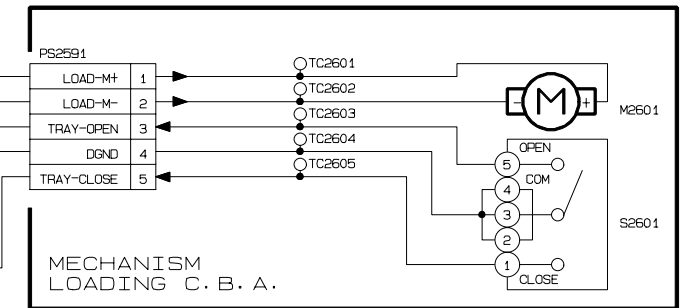 PS2591
LOAD-M+ 1
LOAD-M- 2
TRAY-OPEN 3
DGND 4
TRAY-CLOSE 5
TC2601
TC2602
TC2603
TC2604
TC2605
- M +
M2601
OPEN
5
COM
4
3
2
1
CLOSE
S2601
MECHANISM
LOADING C.B.A.